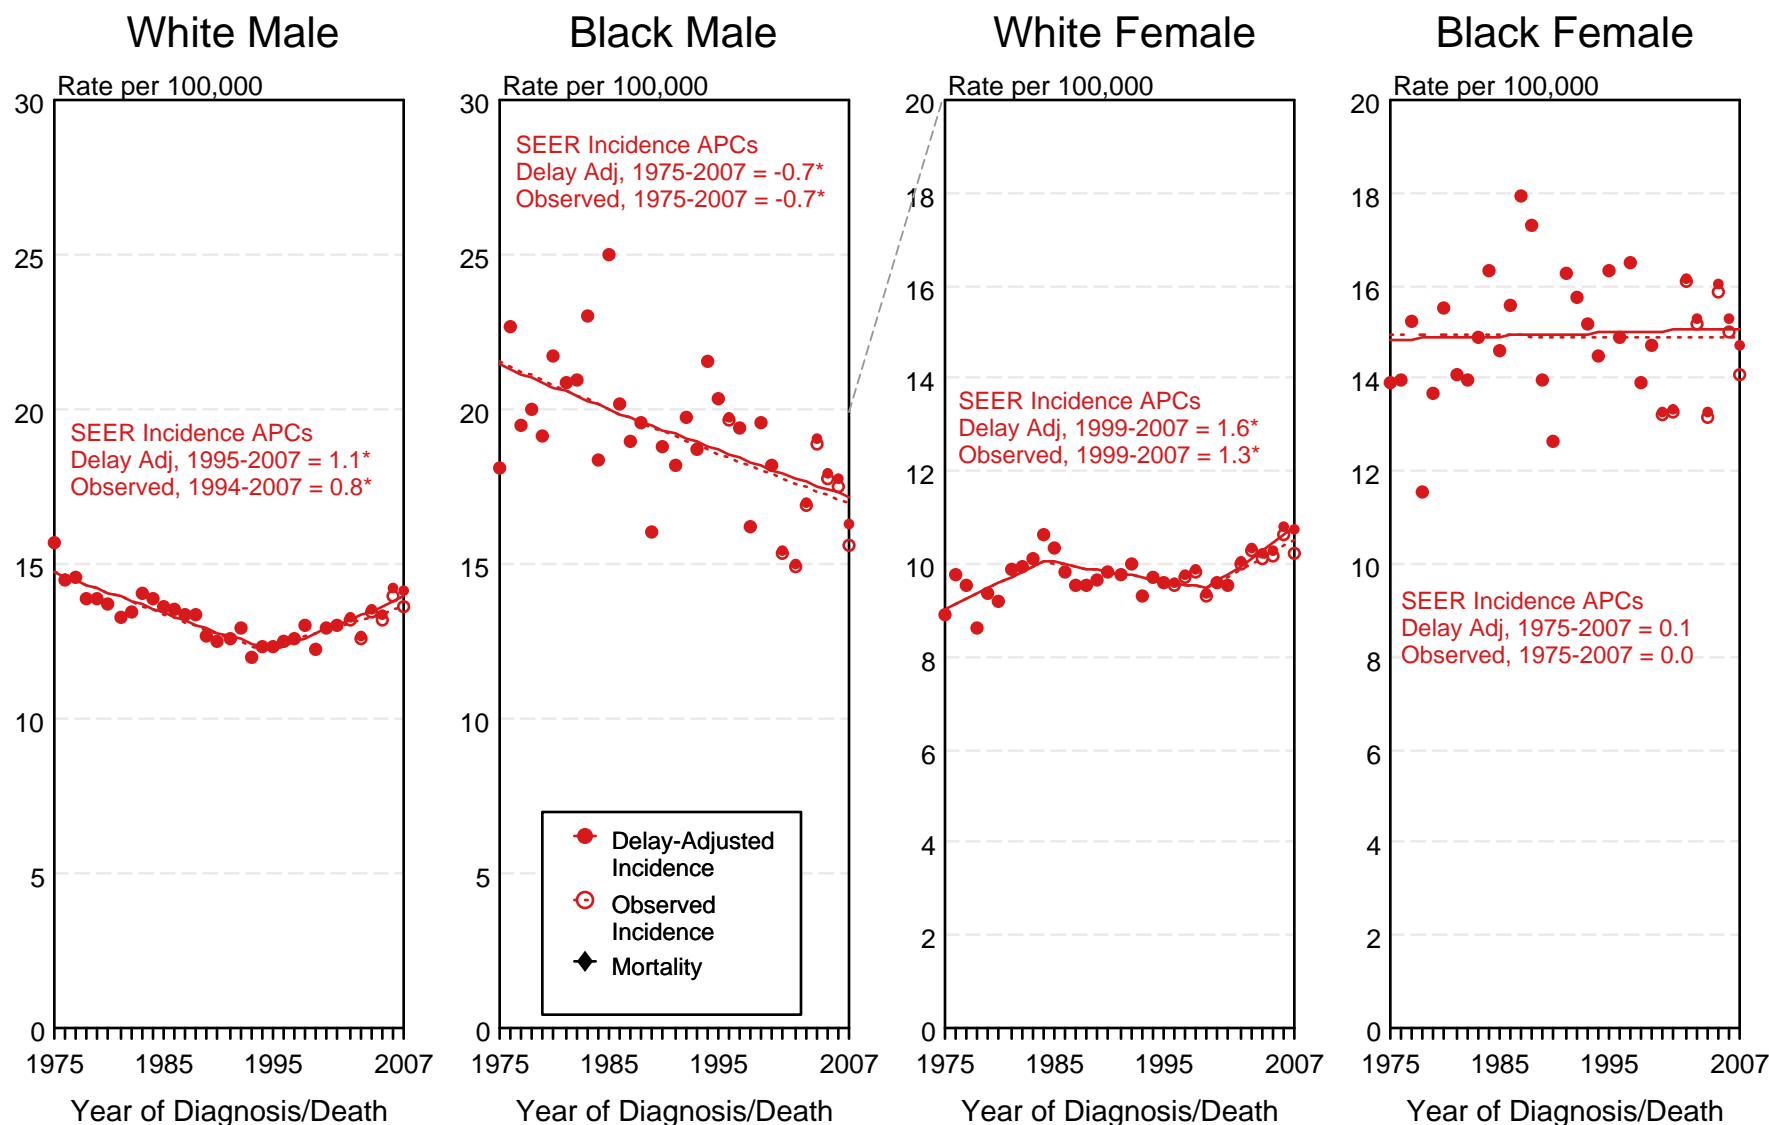 White Male
Rate per 100,000
30
25
20
15
10
5
0
SEER Incidence APCs
Delay Adj, 1995-2007 = 1.1*
Observed, 1994-2007 = 0.8*
1975
1985
1995
2007
Year of Diagnosis/Death
Black Male
Rate per 100,000
30
25
20
15
10
5
0
SEER Incidence APCs
Delay Adj, 1975-2007 = -0.7*
Observed, 1975-2007 = -0.7*
Delay-Adjusted
Incidence
Observed
Incidence
Mortality
1975
1985
1995
2007
Year of Diagnosis/Death
White Female
Rate per 100,000
20
18
16
14
12
10
8
6
4
2
0
SEER Incidence APCs
Delay Adj, 1999-2007 = 1.6*
Observed, 1999-2007 = 1.3*
1975
1985
1995
2007
Year of Diagnosis/Death
Black Female
Rate per 100,000
20
18
16
14
12
10
8
6
4
2
0
SEER Incidence APCs
Delay Adj, 1975-2007 = 0.1
Observed, 1975-2007 = 0.0
1975
1985
1995
2007
Year of Diagnosis/Death